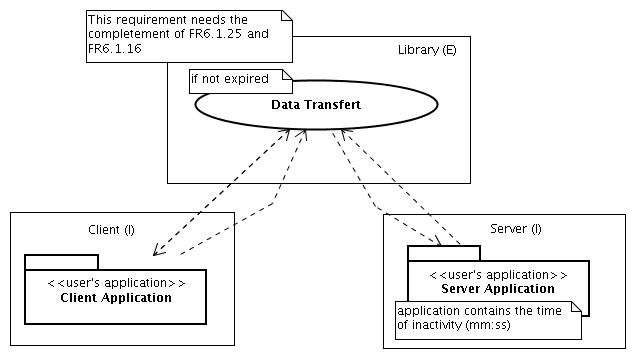 This requirement needs the
completement of FR6.1.25 and
FR6.1.16
Library (E)
if not expired
Data Transfert
Client (I)
<<user's application>>
Client Application
Server (I)
<<user's application>>
Server Application
application contains the time
of inactivity (mm:ss)